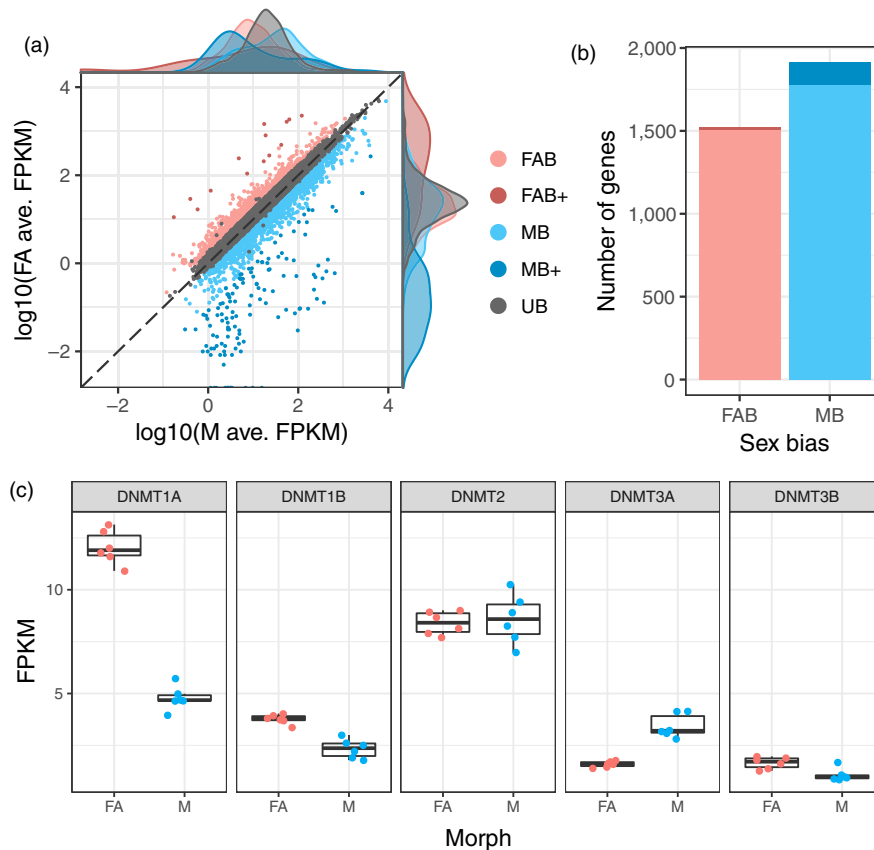 (a)
4
2
0
−2
log10(FA ave. FPKM)
−2 0 2 4
log10(M ave. FPKM)
FAB
FAB+
MB
MB+
UB
(b)
2,000
1,500
1,000
500
0
Number of genes
FAB MB
Sex bias
(c)
DNMT1A DNMT1B DNMT2 DNMT3A DNMT3B
10
5
FPKM
FA M FA M FA M FA M FA M
Morph